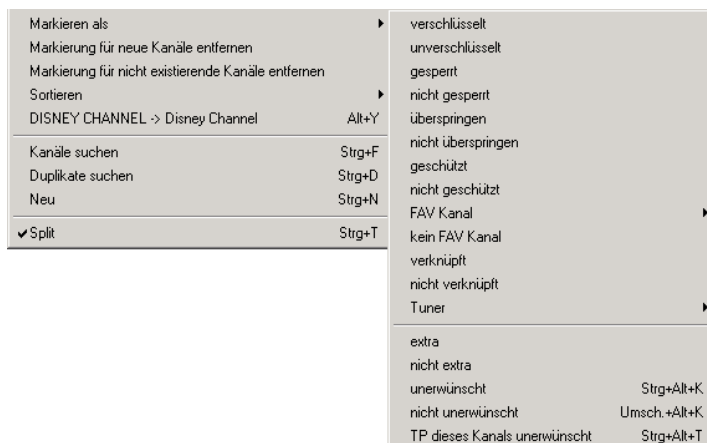 Markieren als
Markierung für neue Kanäle entfernen
Markierung für nicht existierende Kanäle entfernen
Sortieren
DISNEY CHANNEL -> Disney Channel Alt+Y
Kanäle suchen Strg+F
Duplikate suchen Strg+D
Neu Strg+N
Split Strg+T
verschlüsselt
unverschlüsselt
gesperrt
nicht gesperrt
überspringen
nicht überspringen
geschützt
nicht geschützt
FAV Kanal
kein FAV Kanal
verknüpft
nicht verknüpft
Tuner
extra
nicht extra
unerwünscht Strg+Alt+K
nicht unerwünscht Umsch.+Alt+K
TP dieses Kanals unerwünscht Strg+Alt+T